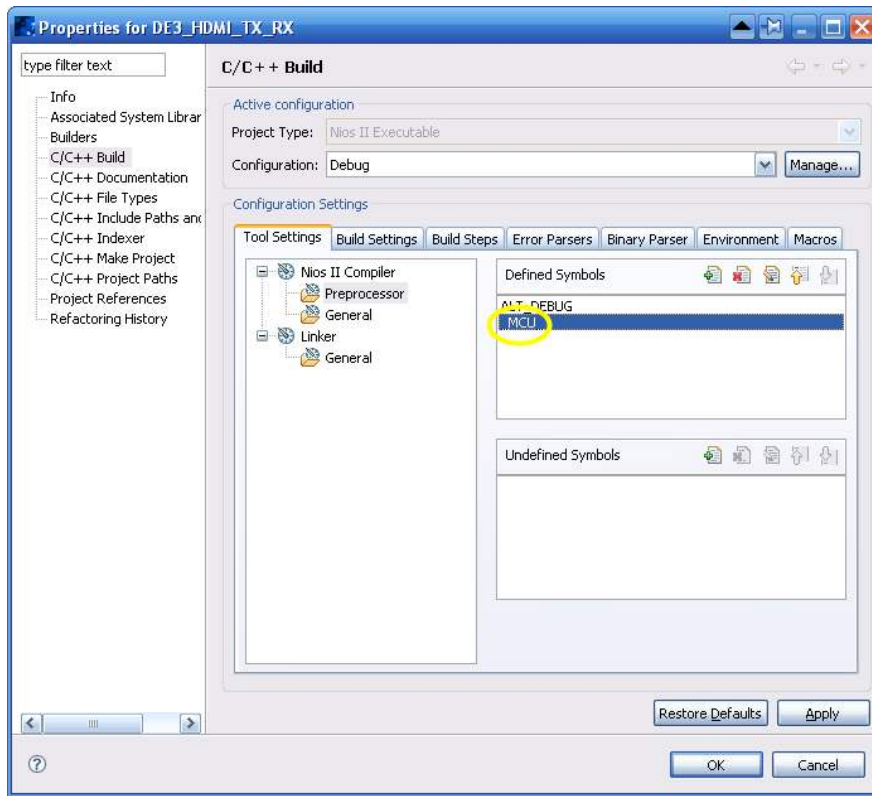 Properties for DE3_HDMI_TX_RX
type filter text
Info
Associated System Librar
Builders
C/C++ Build
C/C++ Documentation
C/C++ File Types
C/C++ Include Paths and
C/C++ Indexer
C/C++ Make Project
C/C++ Project Paths
Project References
Refactoring History
C/C++ Build
Active configuration
Project Type: Nios II Executable
Configuration: Debug Manage...
Configuration Settings
Tool Settings Build Settings Build Steps Error Parsers Binary Parser Environment Macros
Nios II Compiler
Preprocessor
General
Linker
General
Defined Symbols
ALT_DEBUG
_MCU_
Undefined Symbols
Restore Defaults Apply
OK Cancel